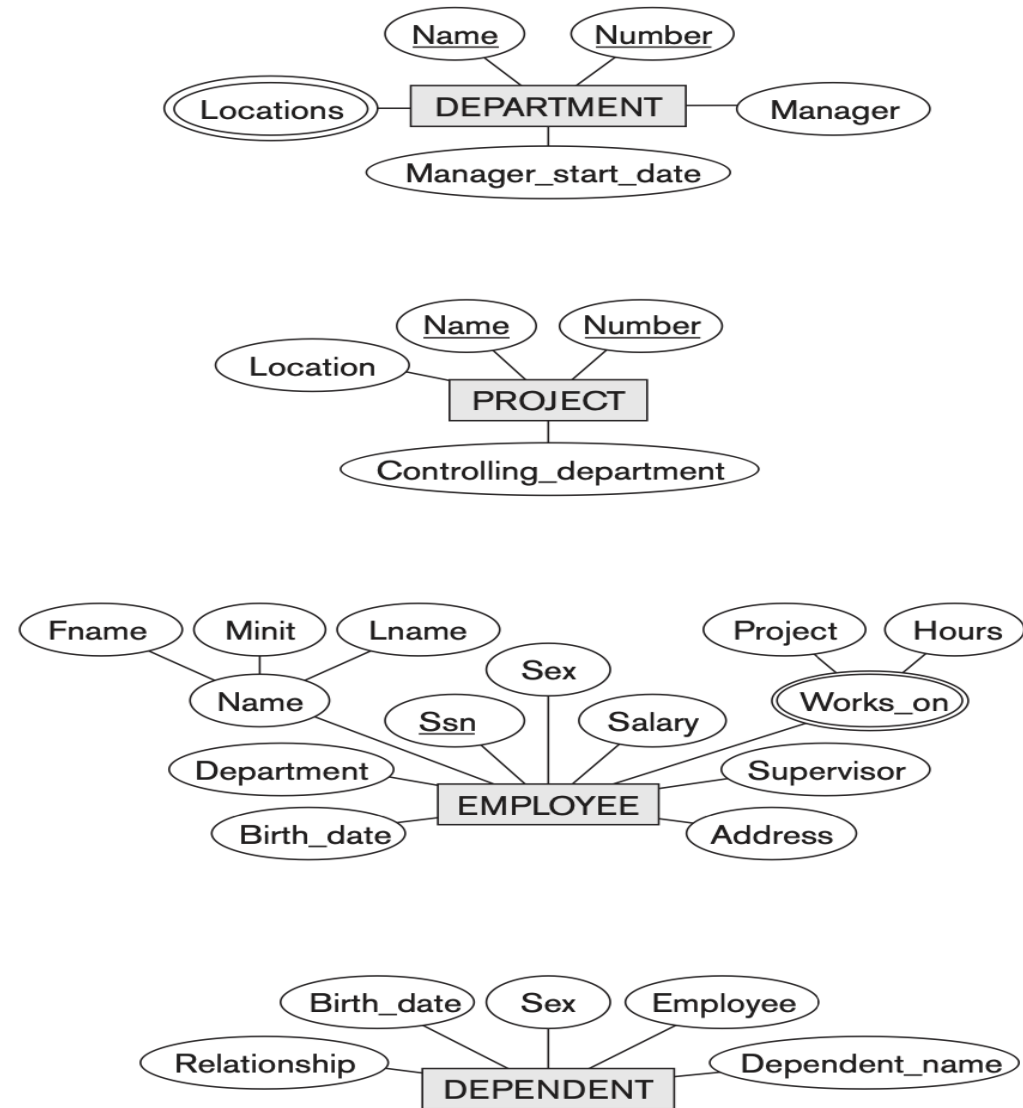 Name Number
Locations DEPARTMENT Manager
Manager_start_date
Name Number
Location
PROJECT
Controlling_department
Fname Minit Lname Project Hours
Sex
Name Works_on
Ssn Salary
Department Supervisor
EMPLOYEE
Birth_date Address
Birth_date Sex Employee
Relationship Dependent_name
DEPENDENT